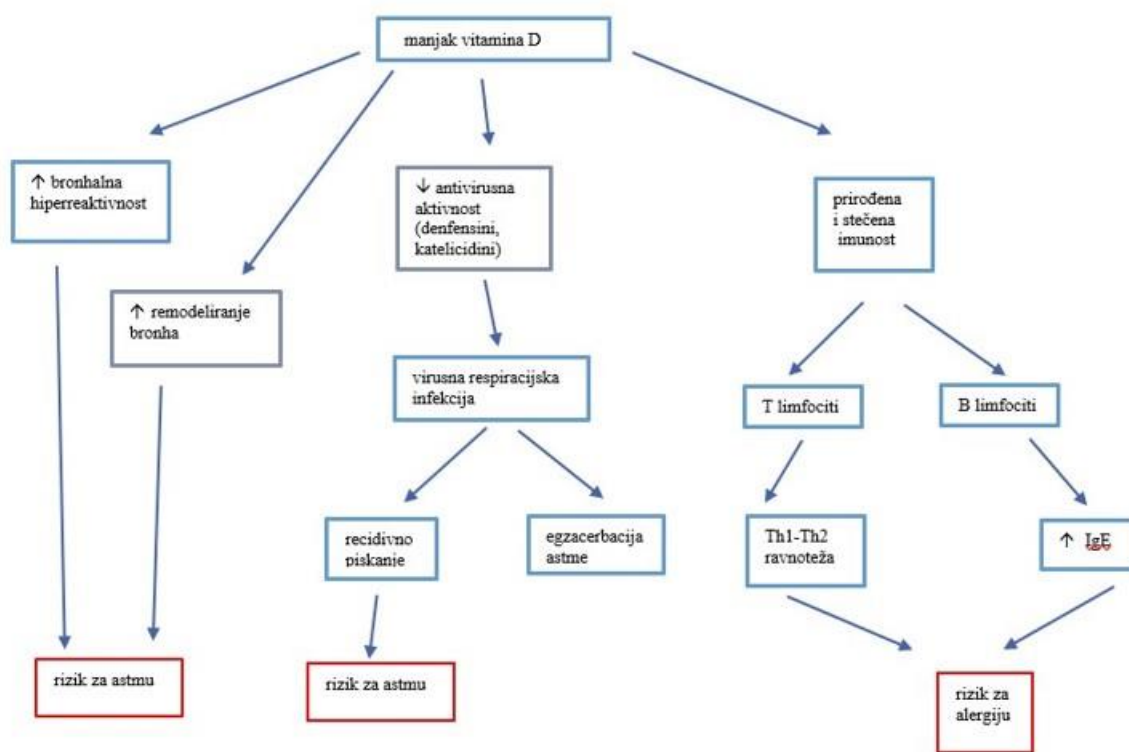 manjak vitamina D
↑ bronhalna
hiperreaktivnost
↓ antivirusna
aktivnost
(denfensini,
katelicidini)
prirođena
i stečena
imunost
↑ remodeliranje
bronha
virusna respiracijska
infekcija
T limfociti
B limfociti
recidivno
piskanje
egzacerbacija
astme
Th1-Th2
ravnoteža
↑ IgE
rizik za astmu
rizik za astmu
rizik za
alergiju